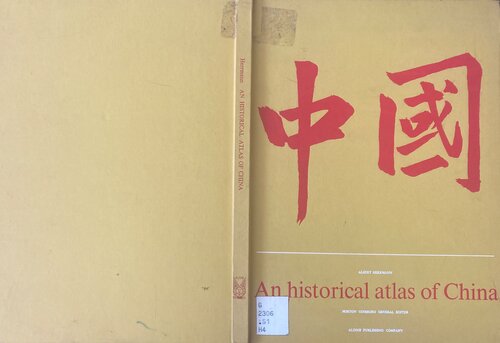 Herrmann AN HISTORICAL ATLAS OF CHINA
中國
ALBERT HERRMANN
An historical atlas of China
NORTON GINSBURG GENERAL EDITOR
ALDINE PUBLISHING COMPANY
G
2306
.S1
H4